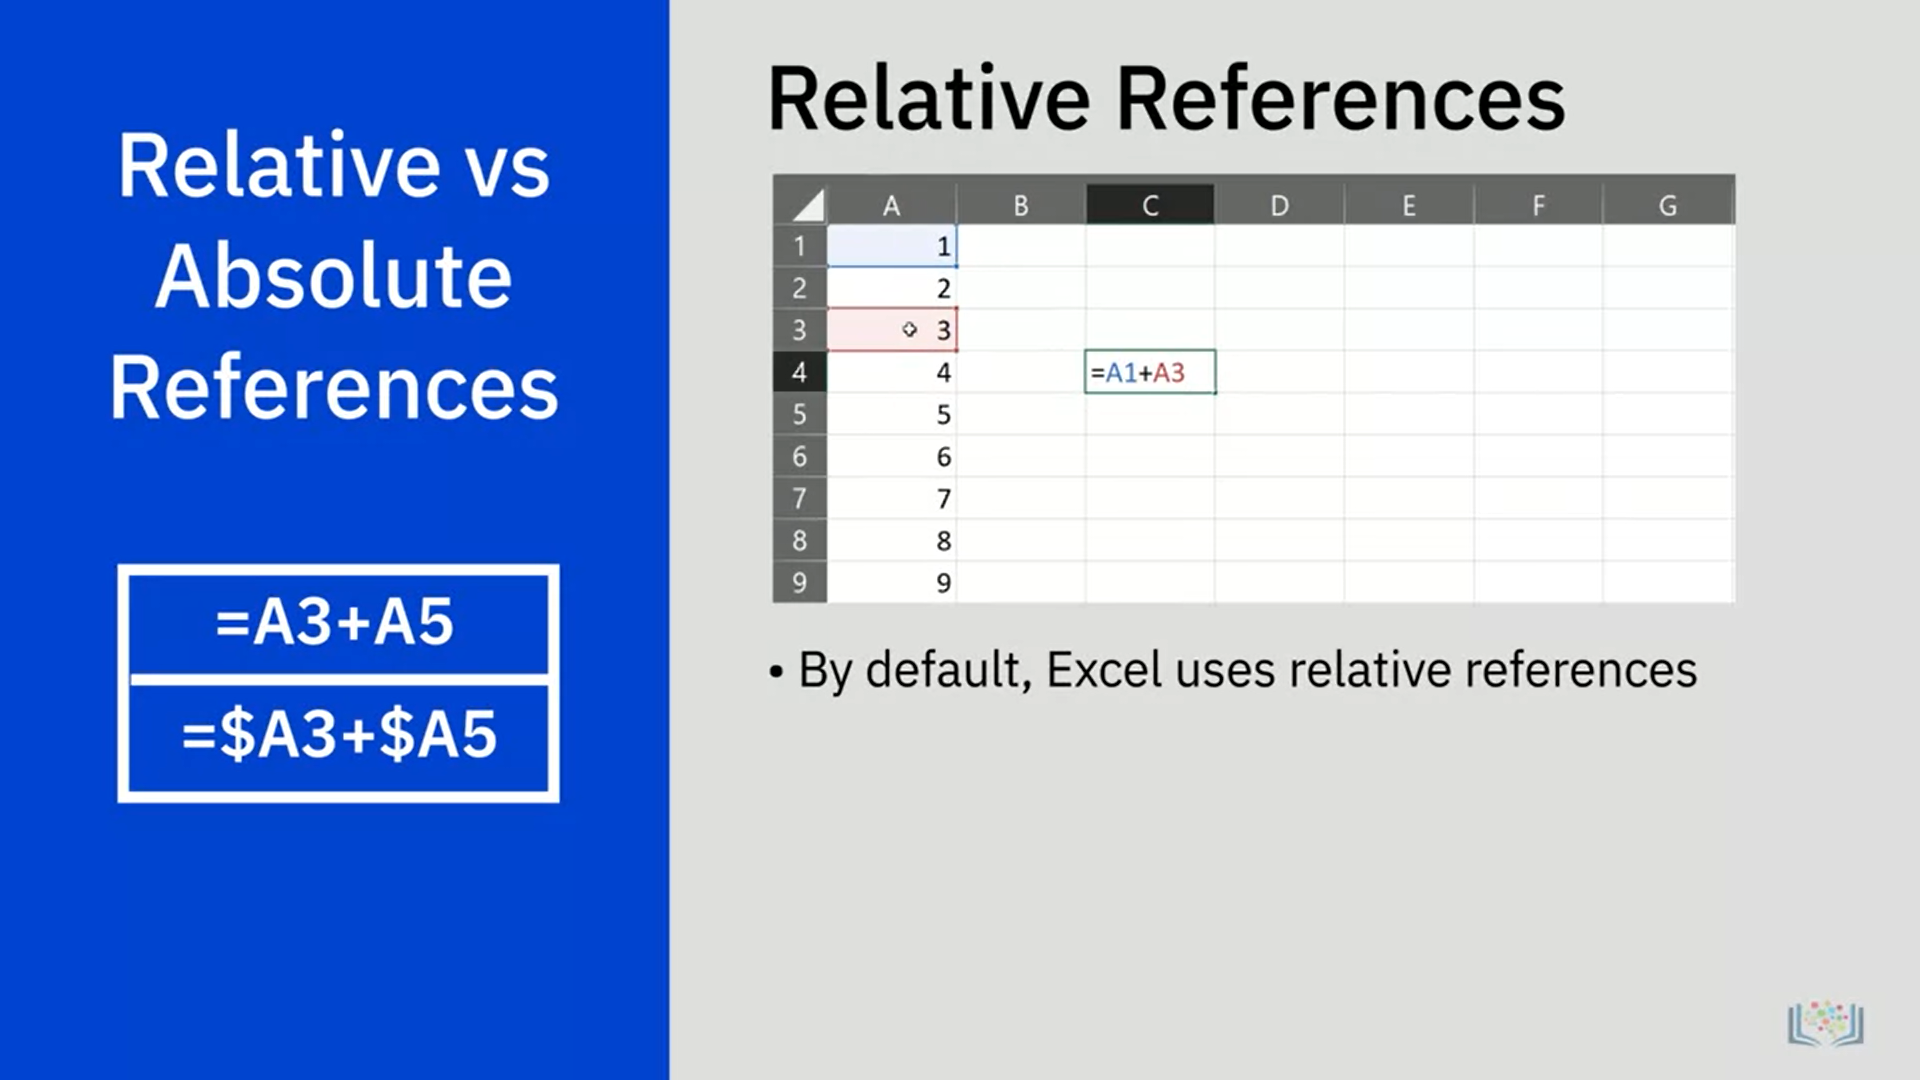 Relative vs
Absolute
References
=A3+A5
=$A3+$A5
Relative References
A B C D E F G
1 1
2 2
3 3
4 4 =A1+A3
5 5
6 6
7 7
8 8
9 9
• By default, Excel uses relative references